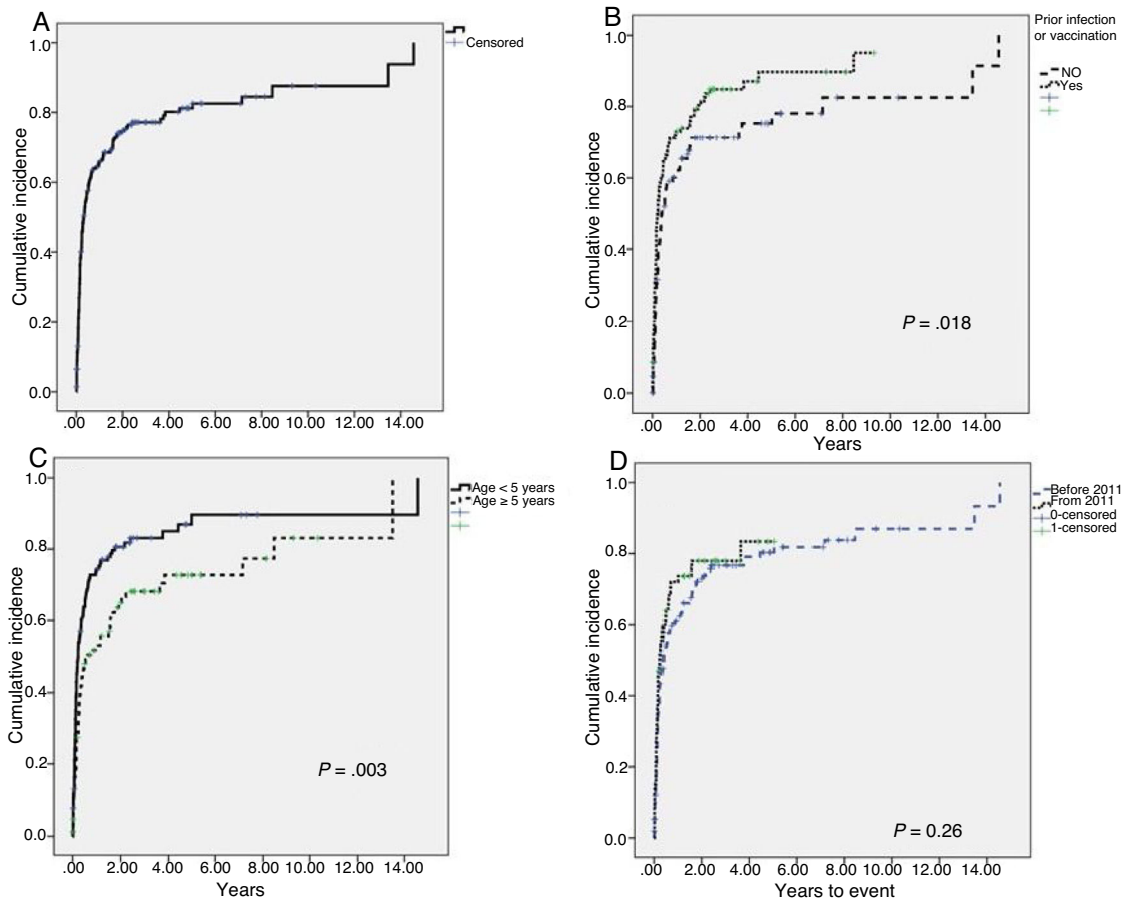 A
Censored
1.0
0.8
0.6
0.4
0.2
0.0
Cumulative incidence
.00 2.00 4.00 6.00 8.00 10.00 12.00 14.00
B
Prior infection
or vaccination
NO
Yes
1.0
0.8
0.6
0.4
0.2
0.0
Cumulative incidence
P = .018
.00 2.00 4.00 6.00 8.00 10.00 12.00 14.00
Years
C
Age < 5 years
Age ≥ 5 years
1.0
0.8
0.6
0.4
0.2
0.0
Cumulative incidence
P = .003
.00 2.00 4.00 6.00 8.00 10.00 12.00 14.00
Years
D
Before 2011
From 2011
0-censored
1-censored
1.0
0.8
0.6
0.4
0.2
0.0
Cumulative incidence
P = 0.26
.00 2.00 4.00 6.00 8.00 10.00 12.00 14.00
Years to event